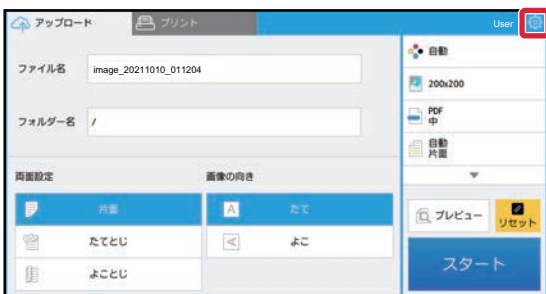 アップロード プリント User
自動
ファイル名 image_20211010_011204
200x200
フォルダー名 /
PDF
中
自動
片面
両面設定 画像の向き
片面 A たて
プレビュー リセット
たてとじ A よこ
よことじ
スタート